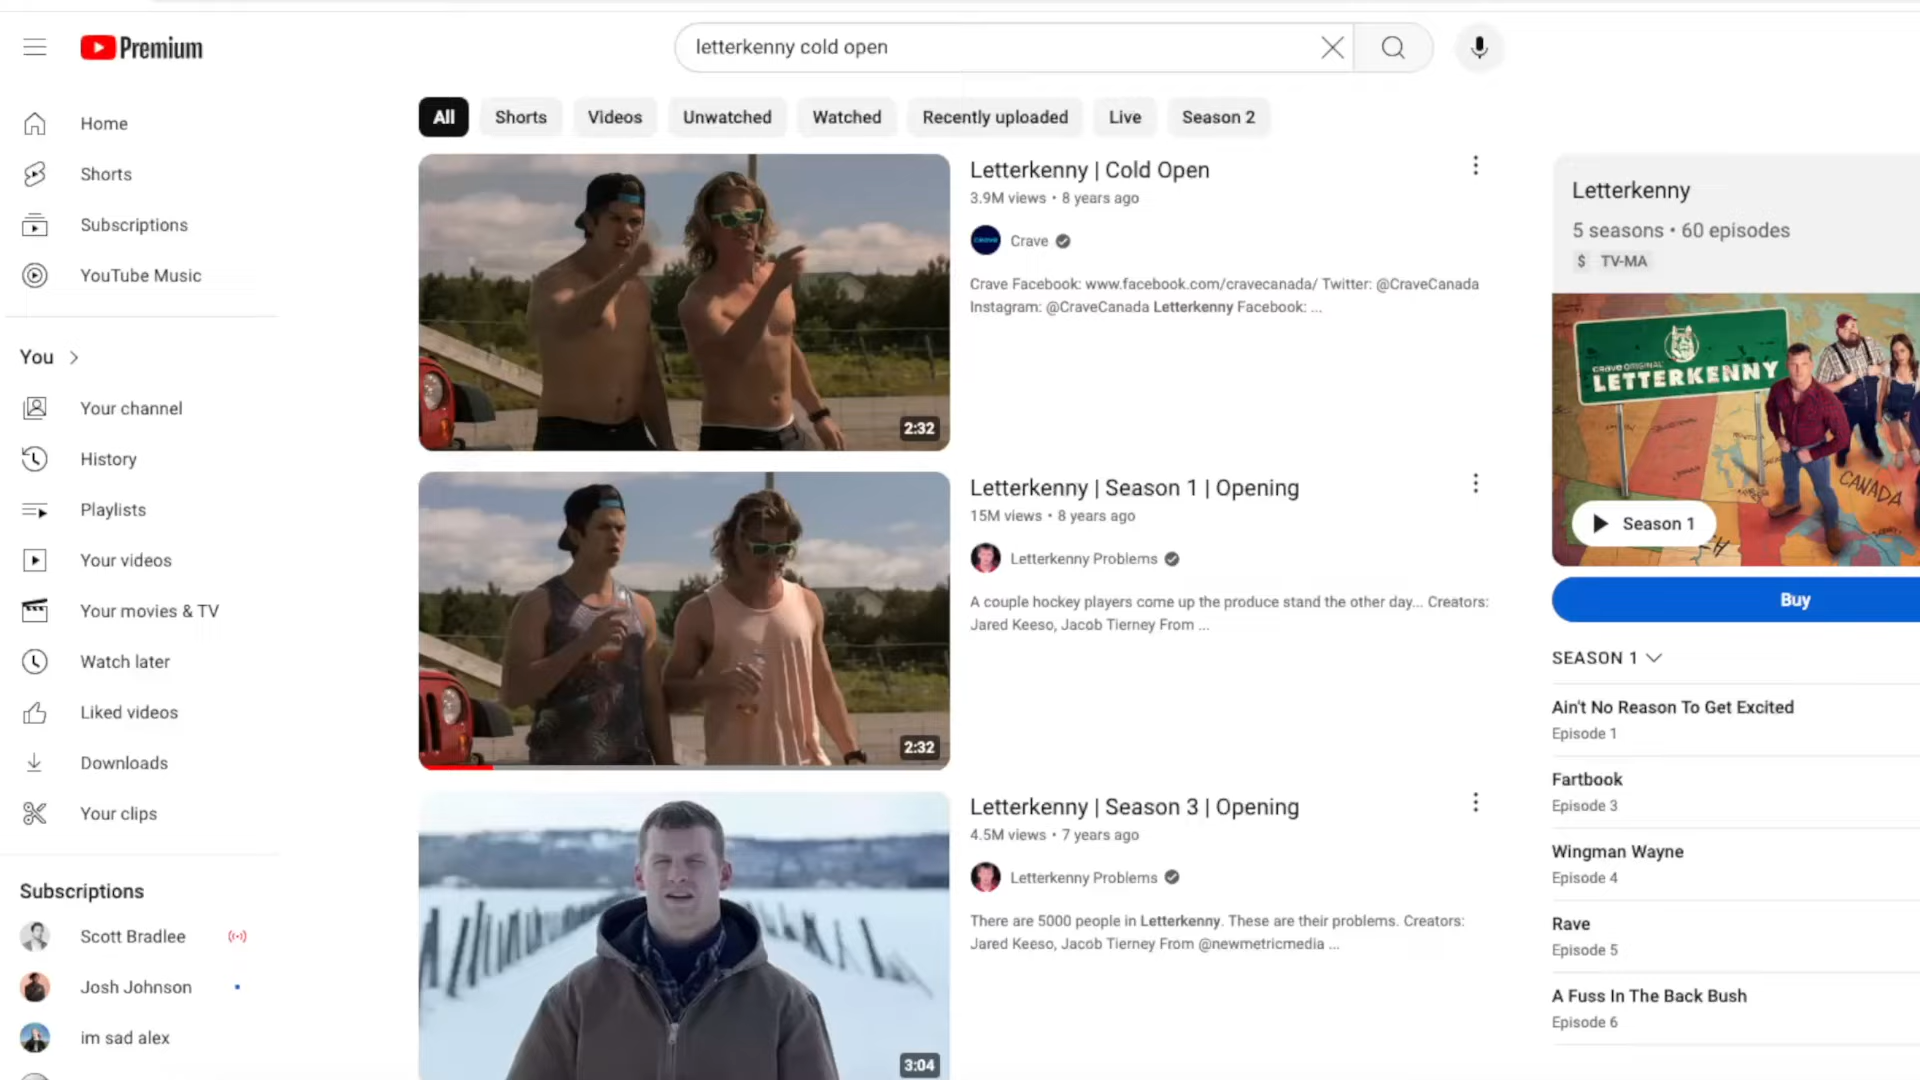 Premium
letterkenny cold open
All
Shorts
Videos
Unwatched
Watched
Recently uploaded
Live
Season 2
Home
Shorts
Subscriptions
YouTube Music
You
Your channel
History
Playlists
Your videos
Your movies & TV
Watch later
Liked videos
Downloads
Your clips
Subscriptions
Scott Bradlee
Josh Johnson
im sad alex
2:32
Letterkenny | Cold Open
3.9M views • 8 years ago
Crave
Crave Facebook: www.facebook.com/cravecanada/ Twitter: @CraveCanada
Instagram: @CraveCanada Letterkenny Facebook: ...
2:32
Letterkenny | Season 1 | Opening
15M views • 8 years ago
Letterkenny Problems
A couple hockey players come up the produce stand the other day... Creators:
Jared Keeso, Jacob Tierney From ...
3:04
Letterkenny | Season 3 | Opening
4.5M views • 7 years ago
Letterkenny Problems
There are 5000 people in Letterkenny. These are their problems. Creators:
Jared Keeso, Jacob Tierney From @newmetricmedia ...
Letterkenny
5 seasons • 60 episodes
$ TV-MA
CRAVE ORIGINAL
LETTERKENNY
CANADA
Season 1
Buy
SEASON 1
Ain't No Reason To Get Excited
Episode 1
Fartbook
Episode 3
Wingman Wayne
Episode 4
Rave
Episode 5
A Fuss In The Back Bush
Episode 6